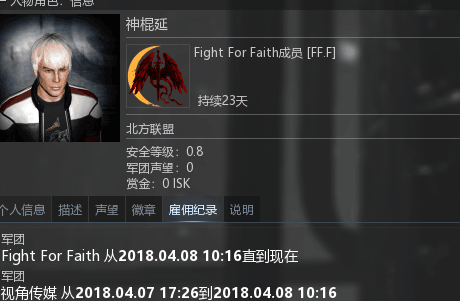 人物角色：信息
神棍延
Fight For Faith成员 [FF.F]
持续23天
北方联盟
安全等级：0.8
军团声望：0
赏金：0 ISK
个人信息 描述 声望 徽章 雇佣纪录 说明
军团
Fight For Faith 从2018.04.08 10:16直到现在
军团
视角传媒 从2018.04.07 17:26到2018.04.08 10:16